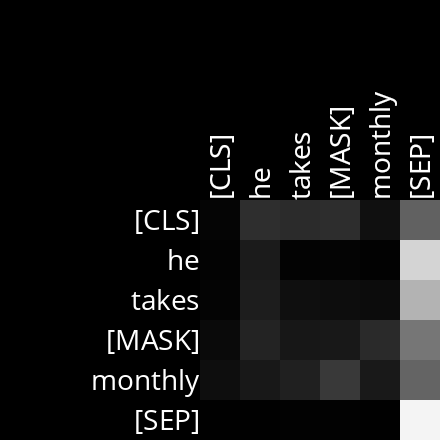 [CLS]
he
takes
[MASK]
monthly
[SEP]
[CLS]
he
takes
[MASK]
monthly
[SEP]